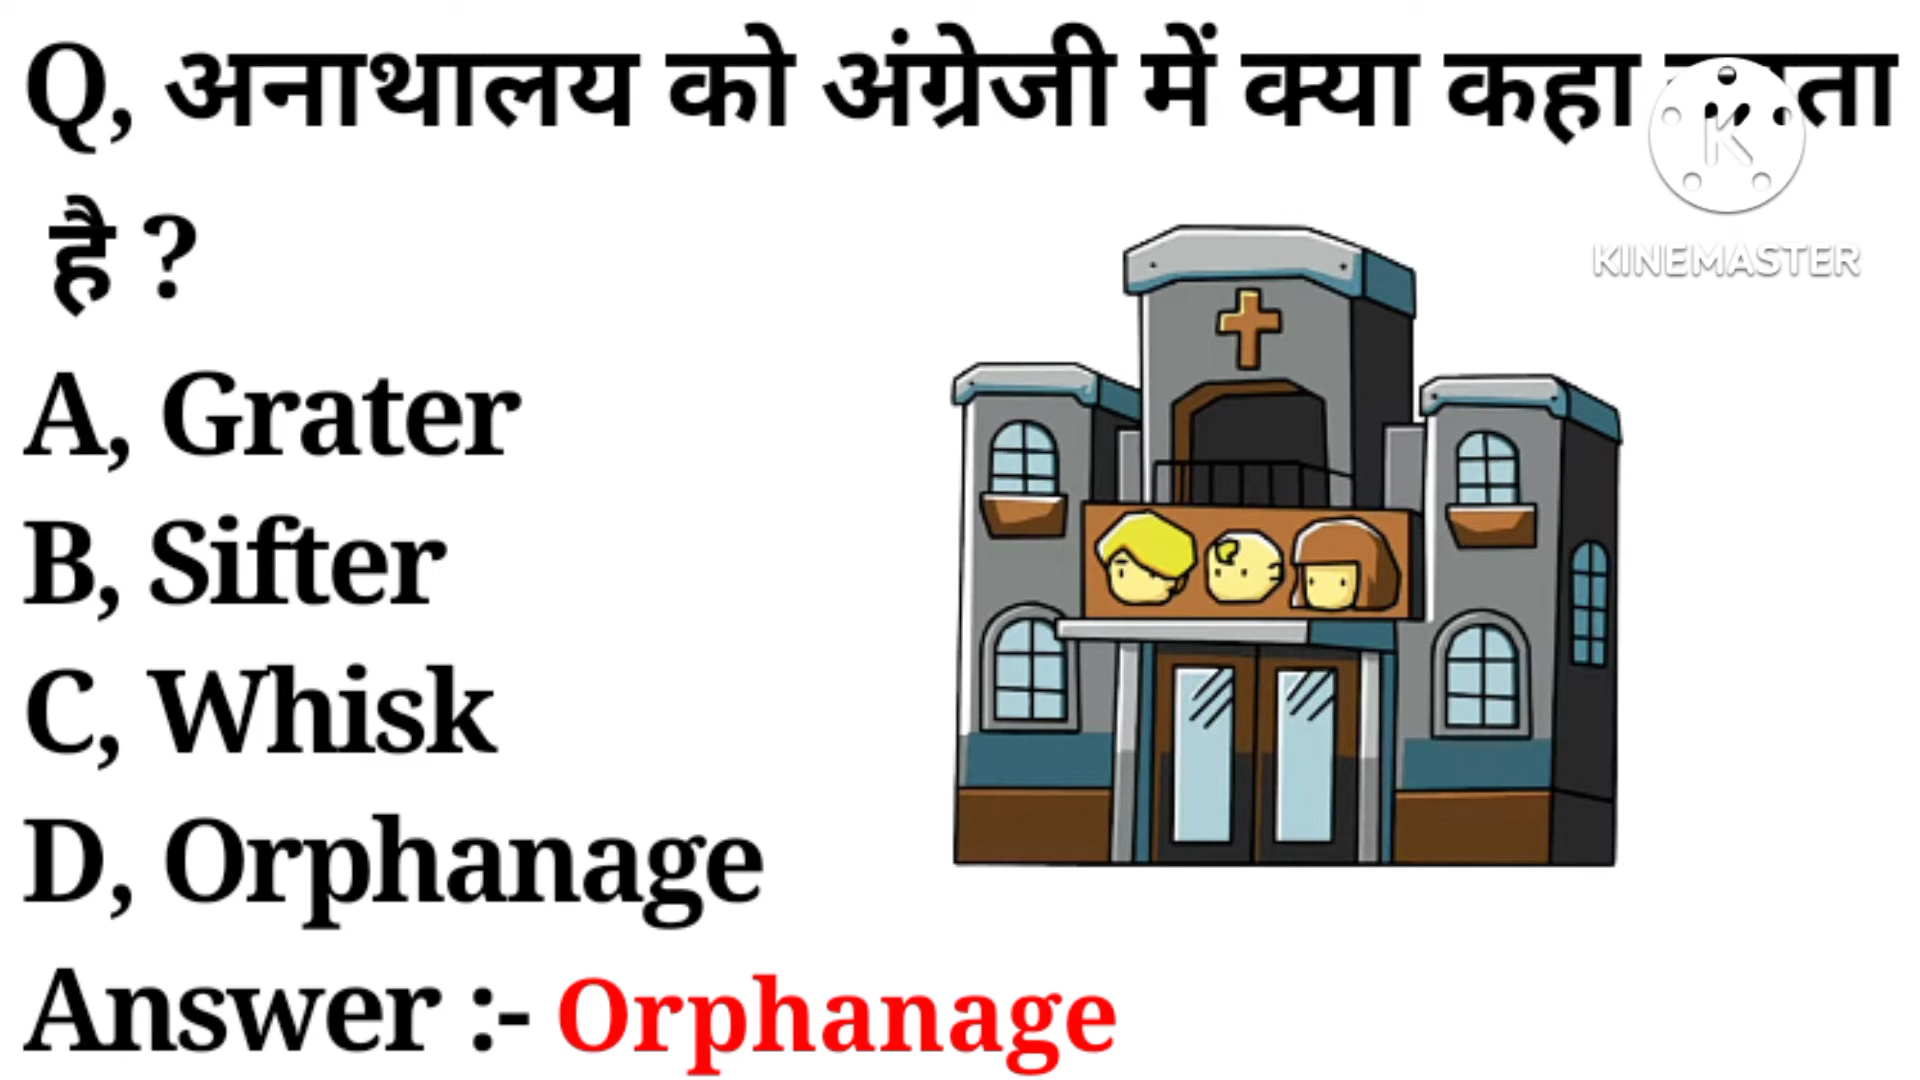 Q, अनाथालय को अंग्रेजी में क्या कहा
है ?
A, Grater
B, Sifter
C, Whisk
D, Orphanage
Answer :- Orphanage
K
KINEMASTER